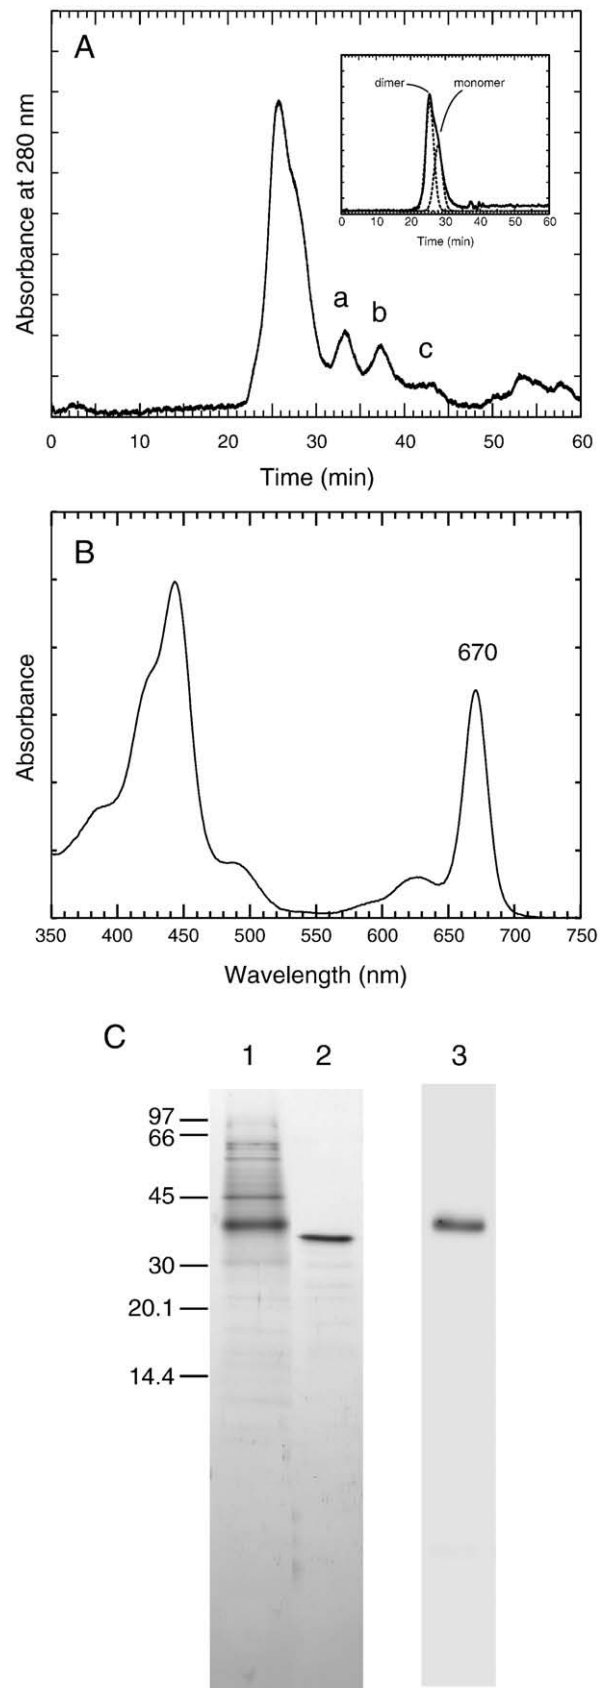 A
Absorbance at 280 nm
dimer
monomer
0 10 20 30 40 50 60
Time (min)
a
b
c
0 10 20 30 40 50 60
Time (min)
B
Absorbance
670
350 400 450 500 550 600 650 700 750
Wavelength (nm)
C
1 2 3
97
66
45
30
20.1
14.4